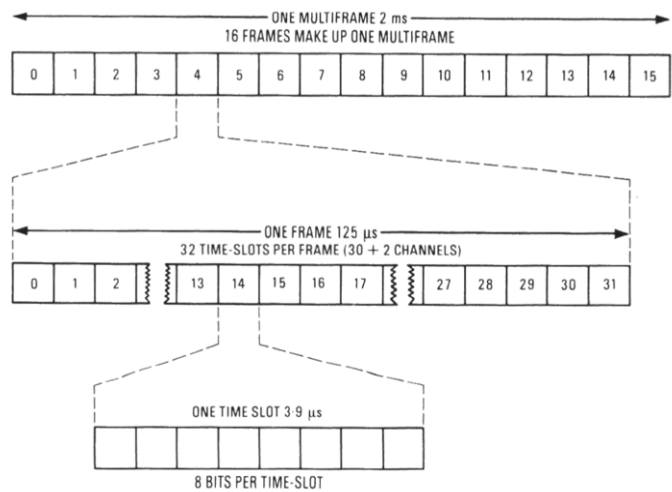 ONE MULTIFRAME 2 ms
16 FRAMES MAKE UP ONE MULTIFRAME
0 1 2 3 4 5 6 7 8 9 10 11 12 13 14 15
ONE FRAME 125 µs
32 TIME-SLOTS PER FRAME (30 + 2 CHANNELS)
0 1 2 13 14 15 16 17 27 28 29 30 31
ONE TIME SLOT 3·9 µs
8 BITS PER TIME-SLOT